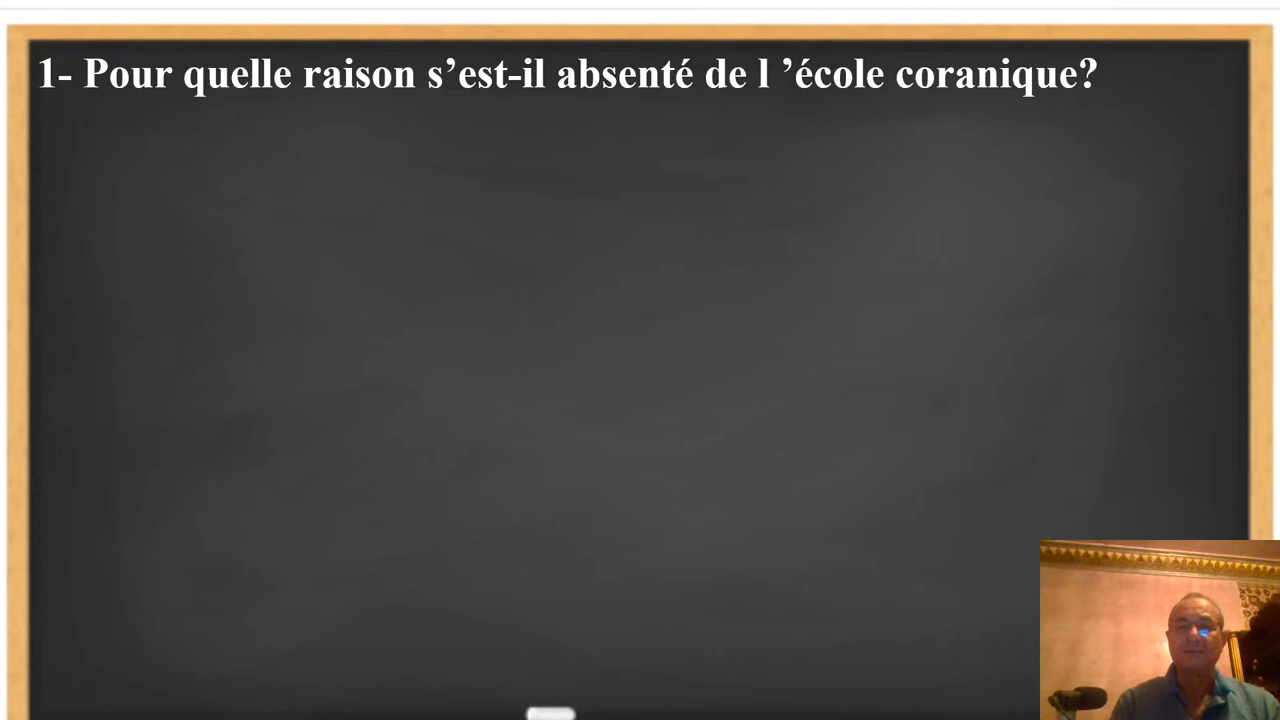 1- Pour quelle raison s’est-il absenté de l ’école coranique?